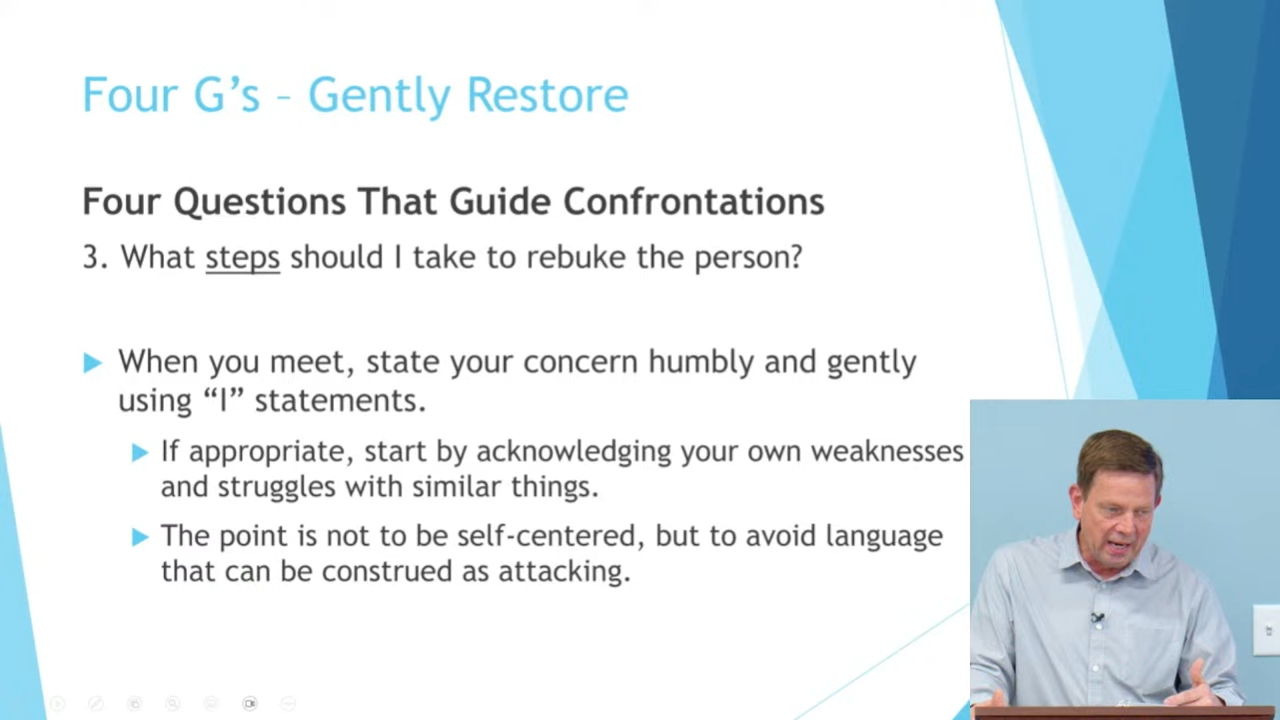 Four G’s – Gently Restore
Four Questions That Guide Confrontations
3. What steps should I take to rebuke the person?
When you meet, state your concern humbly and gently
using “I” statements.
If appropriate, start by acknowledging your own weaknesses
and struggles with similar things.
The point is not to be self-centered, but to avoid language
that can be construed as attacking.